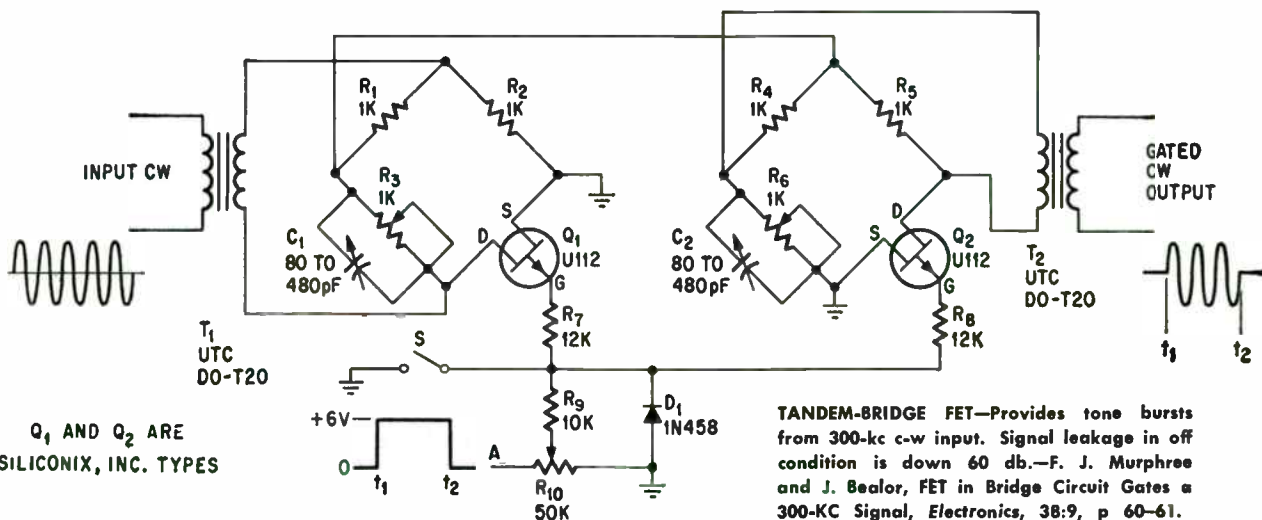 INPUT CW
T1
UTC
DO-T20
R1
1K
R2
1K
R3
1K
C1
80 TO
480pF
S
D
Q1
U112
G
R7
12K
R4
1K
R5
1K
R6
1K
C2
80 TO
480pF
D
S
Q2
U112
G
R8
12K
T2
UTC
DO-T20
GATED
CW
OUTPUT
t1
t2
S
R9
10K
D1
1N458
+6V
0
t1
t2
A
R10
50K
Q1 AND Q2 ARE
SILICONIX, INC. TYPES
TANDEM-BRIDGE FET—Provides tone bursts
from 300-kc c-w input. Signal leakage in off
condition is down 60 db.—F. J. Murphree
and J. Bealor, FET in Bridge Circuit Gates a
300-KC Signal, Electronics, 38:9, p 60–61.